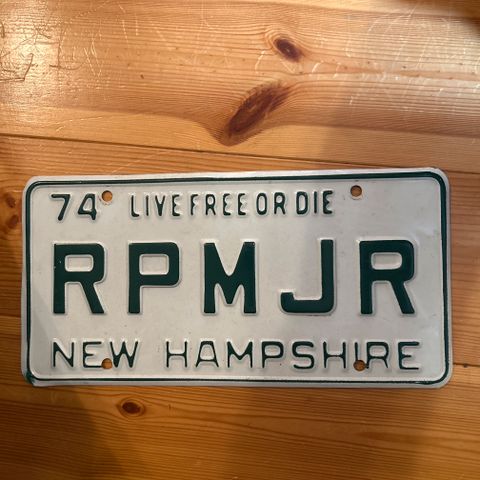 74 LIVE FREE OR DIE
RPMJR
NEW HAMPSHIRE